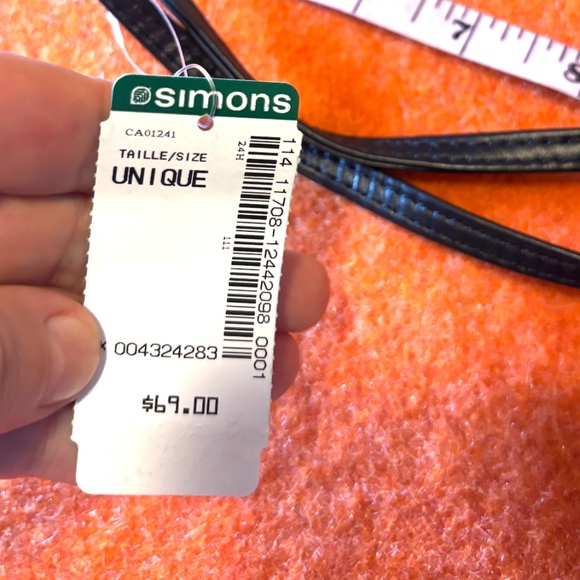 simons
CA01241
TAILLE/SIZE
UNIQUE
24H
114 11708-12442098 0001
111
004324283
$69.00
7
8